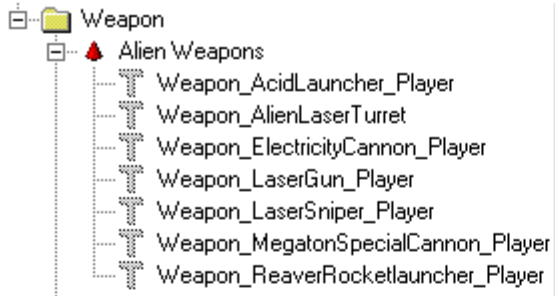 Weapon
Alien Weapons
Weapon_AcidLauncher_Player
Weapon_AlienLaserTurret
Weapon_ElectricityCannon_Player
Weapon_LaserGun_Player
Weapon_LaserSniper_Player
Weapon_MegatonSpecialCannon_Player
Weapon_ReaverRocketlauncher_Player